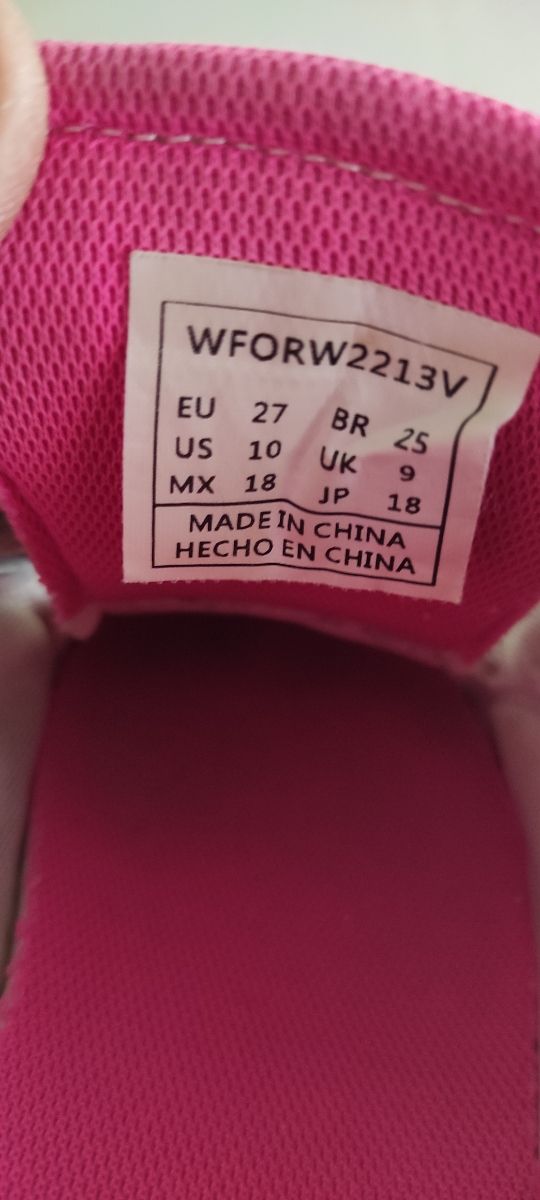 WFORW2213V
EU 27 BR 25
US 10 UK 9
MX 18 JP 18
MADE IN CHINA
HECHO EN CHINA